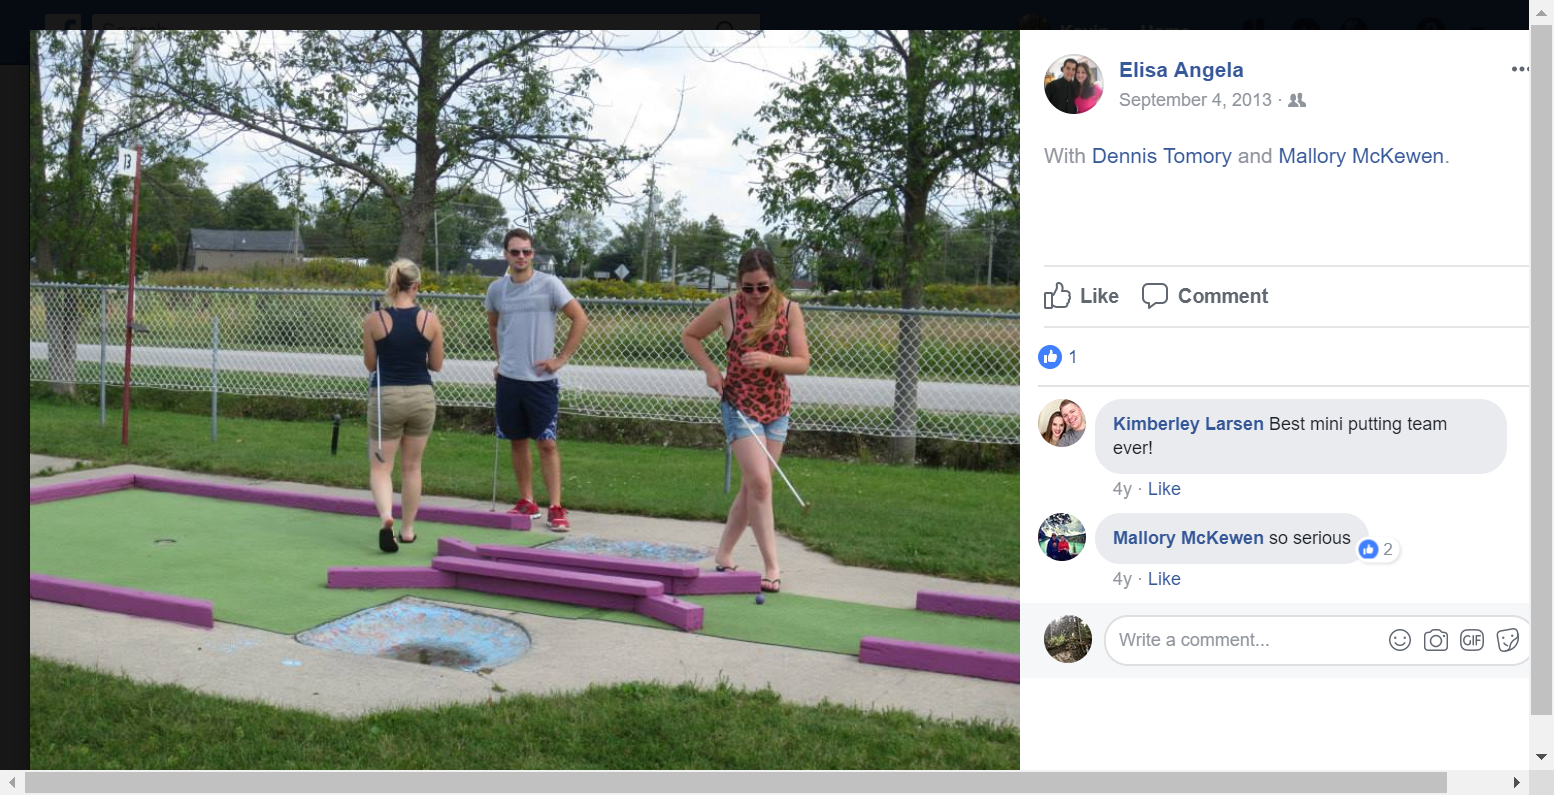 Search
13
Elisa Angela
September 4, 2013 ·
With Dennis Tomory and Mallory McKewen.
Like Comment
1
Kimberley Larsen Best mini putting team
ever!
4y · Like
Mallory McKewen so serious
2
4y · Like
Write a comment...
GIF